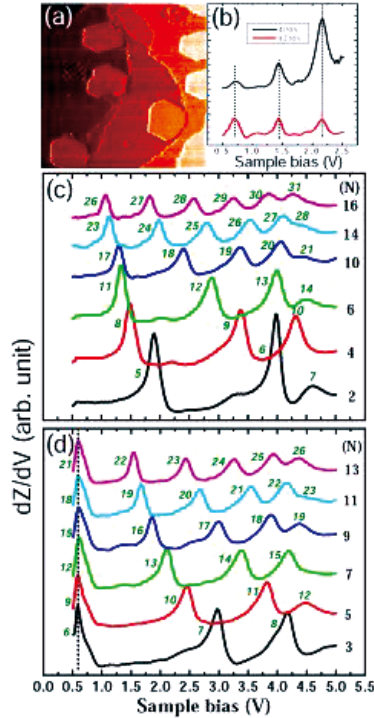 (a)
(b)
0.5 1.0 1.5 2.0 2.5
Sample bias (V)
dZ/dV (arb. unit)
(c)
(N)
26 27 28 29 30 31 16
23 24 25 26 27 28 14
17 18 19 20 21 10
11 12 13 14 6
8 9 10 4
5 6 7 2
(d)
(N)
21 22 23 24 25 26 13
18 19 20 21 22 23 11
15 16 17 18 19 9
12 13 14 15 7
9 10 11 12 5
6 7 8 3
0.0 0.5 1.0 1.5 2.0 2.5 3.0 3.5 4.0 4.5 5.0
Sample bias (V)